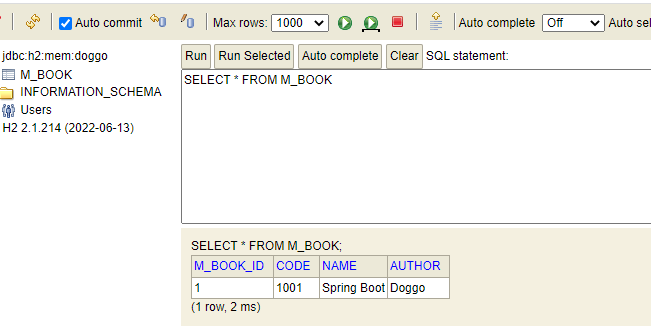 Auto commit Max rows: 1000 Auto complete Off Auto sel
jdbc:h2:mem:doggo
M_BOOK
INFORMATION_SCHEMA
Users
H2 2.1.214 (2022-06-13)
Run Run Selected Auto complete Clear SQL statement:
SELECT * FROM M_BOOK
SELECT * FROM M_BOOK;
M_BOOK_ID CODE NAME AUTHOR
1 1001 Spring Boot Doggo
(1 row, 2 ms)